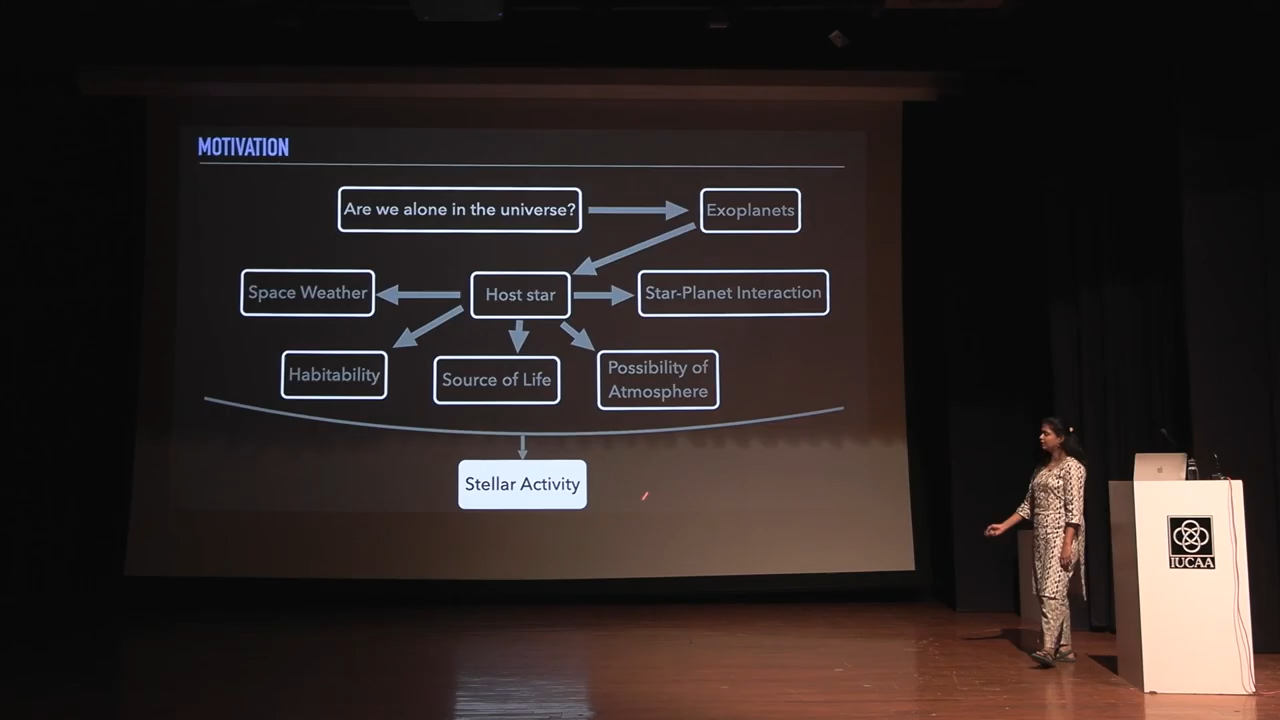 MOTIVATION
Are we alone in the universe?
Exoplanets
Space Weather
Host star
Star-Planet Interaction
Habitability
Source of Life
Possibility of
Atmosphere
Stellar Activity
IUCAA